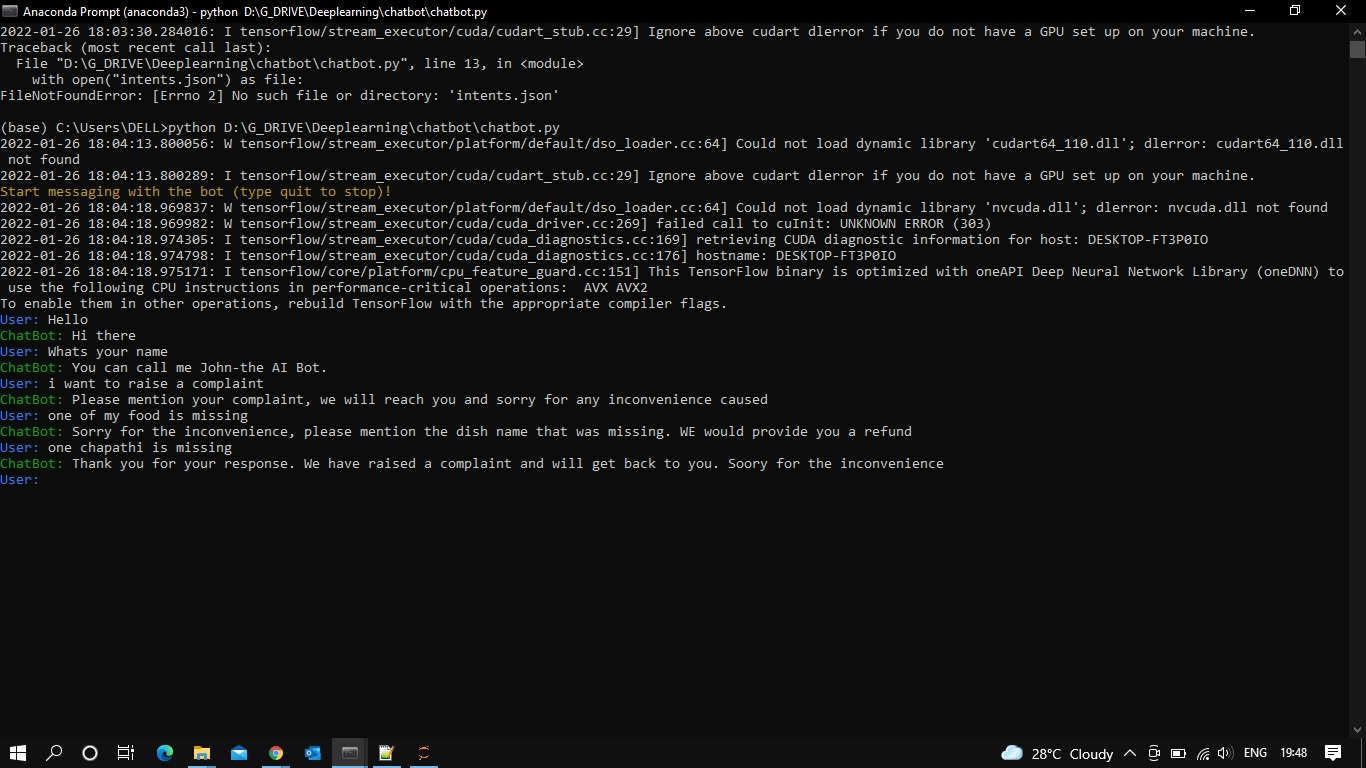 Anaconda Prompt (anaconda3) - python D:\G_DRIVE\Deeplearning\chatbot\chatbot.py
2022-01-26 18:03:30.284016: I tensorflow/stream_executor/cuda/cudart_stub.cc:29] Ignore above cudart dlerror if you do not have a GPU set up on your machine.
Traceback (most recent call last):
  File "D:\G_DRIVE\Deeplearning\chatbot\chatbot.py", line 13, in <module>
    with open("intents.json") as file:
FileNotFoundError: [Errno 2] No such file or directory: 'intents.json'
(base) C:\Users\DELL>python D:\G_DRIVE\Deeplearning\chatbot\chatbot.py
2022-01-26 18:04:13.800056: W tensorflow/stream_executor/platform/default/dso_loader.cc:64] Could not load dynamic library 'cudart64_110.dll'; dlerror: cudart64_110.dll
 not found
2022-01-26 18:04:13.800289: I tensorflow/stream_executor/cuda/cudart_stub.cc:29] Ignore above cudart dlerror if you do not have a GPU set up on your machine.
Start messaging with the bot (type quit to stop)!
2022-01-26 18:04:18.969837: W tensorflow/stream_executor/platform/default/dso_loader.cc:64] Could not load dynamic library 'nvcuda.dll'; dlerror: nvcuda.dll not found
2022-01-26 18:04:18.969982: W tensorflow/stream_executor/cuda/cuda_driver.cc:269] failed call to cuInit: UNKNOWN ERROR (303)
2022-01-26 18:04:18.974305: I tensorflow/stream_executor/cuda/cuda_diagnostics.cc:169] retrieving CUDA diagnostic information for host: DESKTOP-FT3P0IO
2022-01-26 18:04:18.974798: I tensorflow/stream_executor/cuda/cuda_diagnostics.cc:176] hostname: DESKTOP-FT3P0IO
2022-01-26 18:04:18.975171: I tensorflow/core/platform/cpu_feature_guard.cc:151] This TensorFlow binary is optimized with oneAPI Deep Neural Network Library (oneDNN) to
 use the following CPU instructions in performance-critical operations:  AVX AVX2
To enable them in other operations, rebuild TensorFlow with the appropriate compiler flags.
User: Hello
ChatBot: Hi there
User: Whats your name
ChatBot: You can call me John-the AI Bot.
User: i want to raise a complaint
ChatBot: Please mention your complaint, we will reach you and sorry for any inconvenience caused
User: one of my food is missing
ChatBot: Sorry for the inconvenience, please mention the dish name that was missing. WE would provide you a refund
User: one chapathi is missing
ChatBot: Thank you for your response. We have raised a complaint and will get back to you. Soory for the inconvenience
User:
28°C Cloudy ENG 19:48